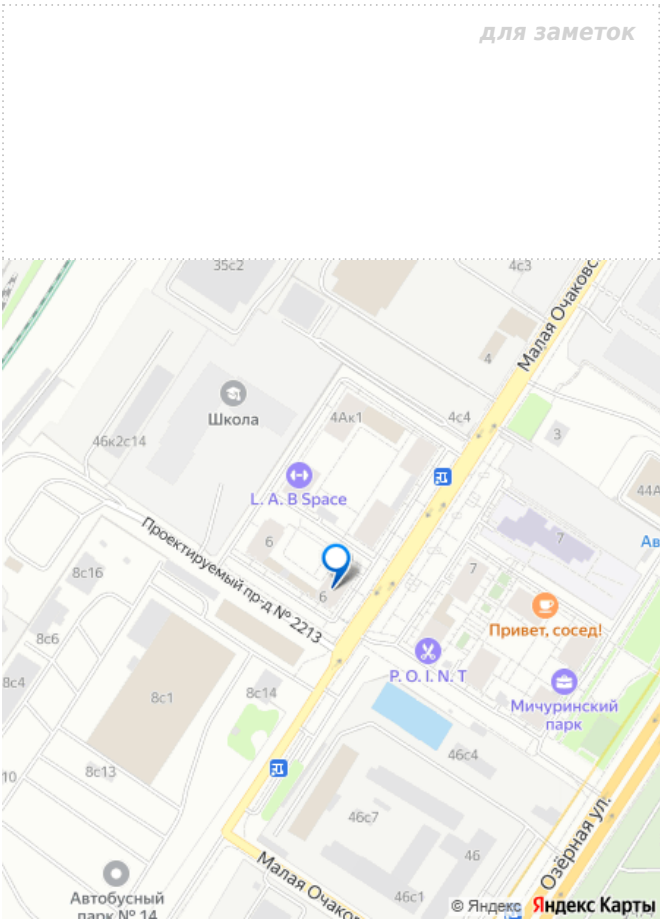 для заметок
35с2
4с3
Малая Очаковс
4
Школа
4Ак1
4с4
3
46к2с14
44А
L. A. B Space
7
Ав
Проектируемый пр-д № 2213
6
8с16
6
7
Привет, сосед!
8с6
P. O. I. N. T
8с4
8с1
8с14
Мичуринский
парк
46с4
10
8с13
46с7
Озёрная ул.
46
Малая Очаков
Автобусный
парк № 14
46с1
© Яндекс Яндекс Карты